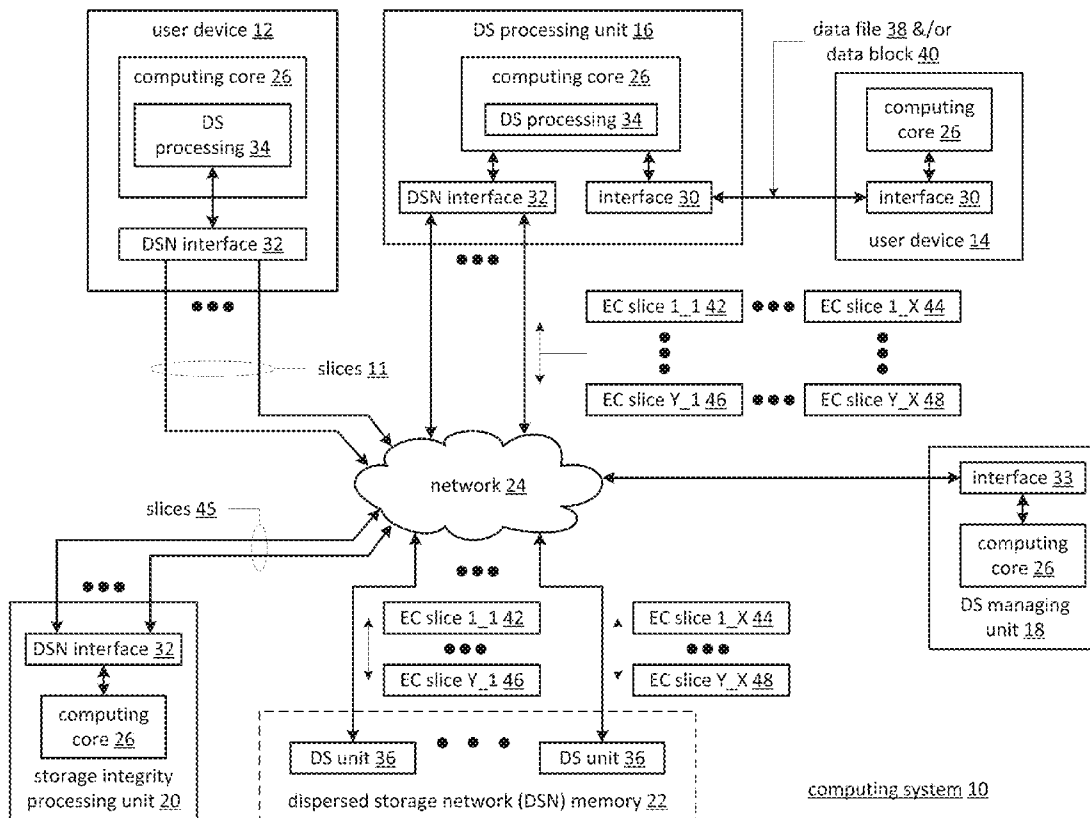 user device 12
computing core 26
DS
processing 34
DSN interface 32
DS processing unit 16
computing core 26
DS processing 34
DSN interface 32
interface 30
data file 38 &/or
data block 40
computing
core 26
interface 30
user device 14
slices 11
EC slice 1_1 42
EC slice 1_X 44
EC slice Y_1 46
EC slice Y_X 48
network 24
interface 33
computing
core 26
DS managing
unit 18
slices 45
DSN interface 32
computing
core 26
storage integrity
processing unit 20
EC slice 1_1 42
EC slice Y_1 46
EC slice 1_X 44
EC slice Y_X 48
DS unit 36
DS unit 36
dispersed storage network (DSN) memory 22
computing system 10